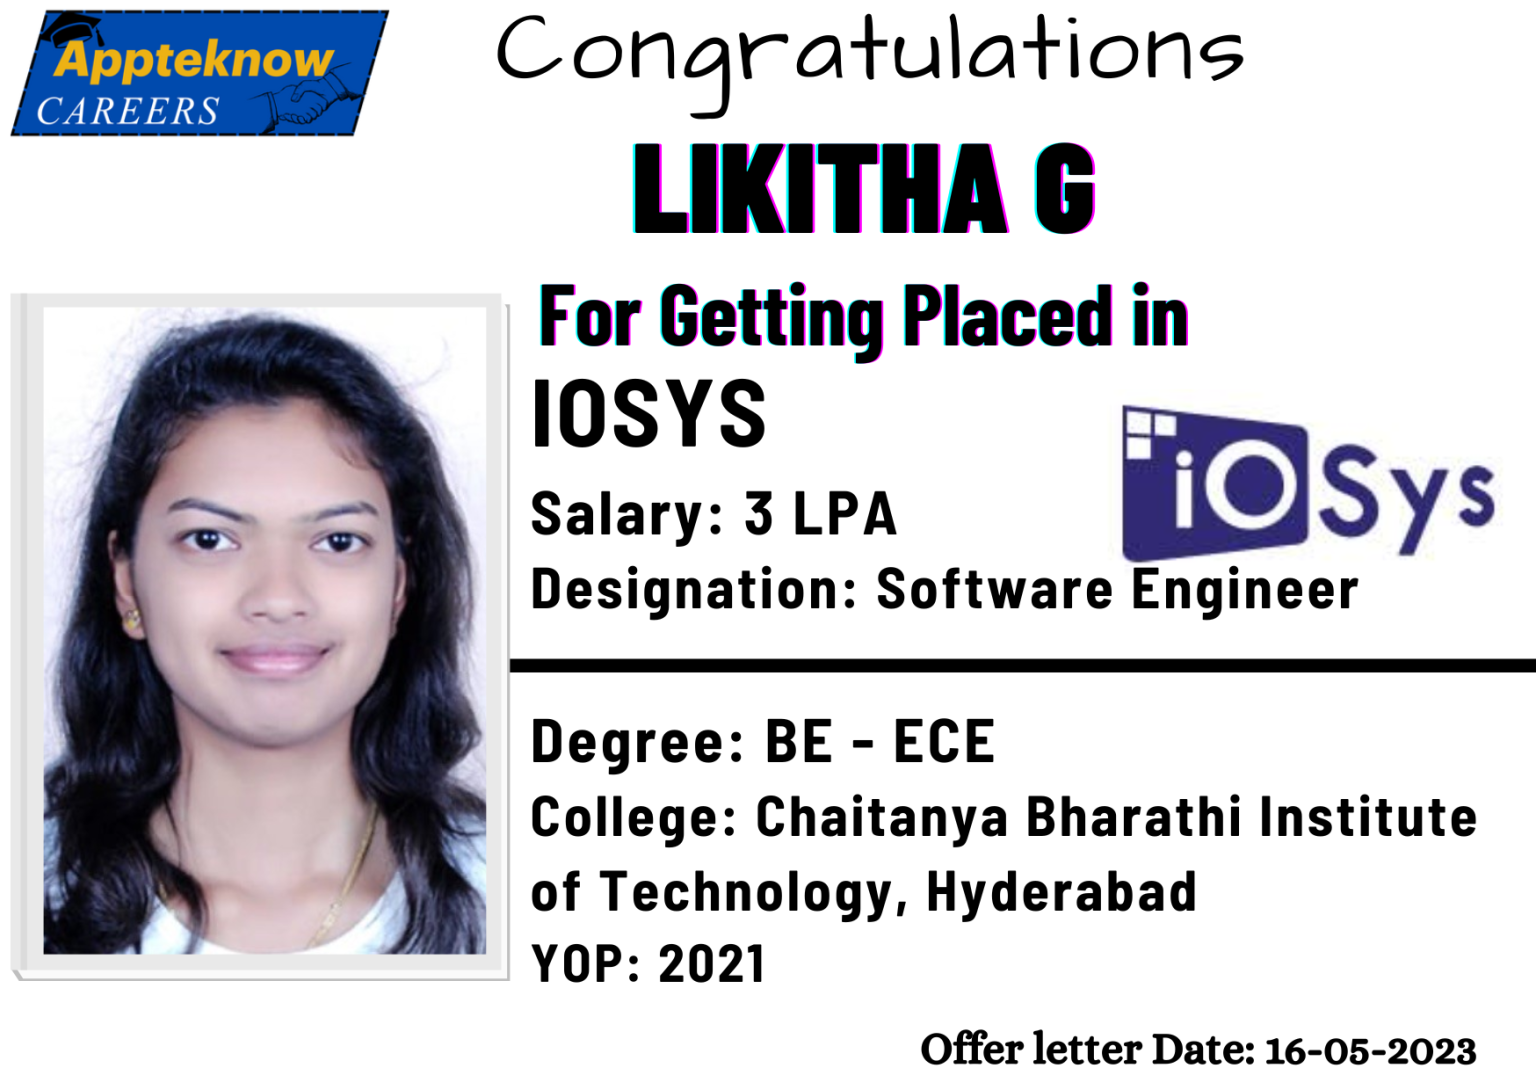 Appteknow
CAREERS
Congratulations
LIKITHA G
For Getting Placed in
IOSYS
iOSys
Salary: 3 LPA
Designation: Software Engineer
Degree: BE - ECE
College: Chaitanya Bharathi Institute
of Technology, Hyderabad
YOP: 2021
Offer letter Date: 16-05-2023